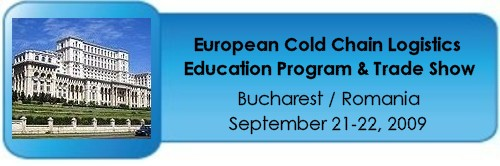 European Cold Chain Logistics
Education Program & Trade Show
Bucharest / Romania
September 21-22, 2009